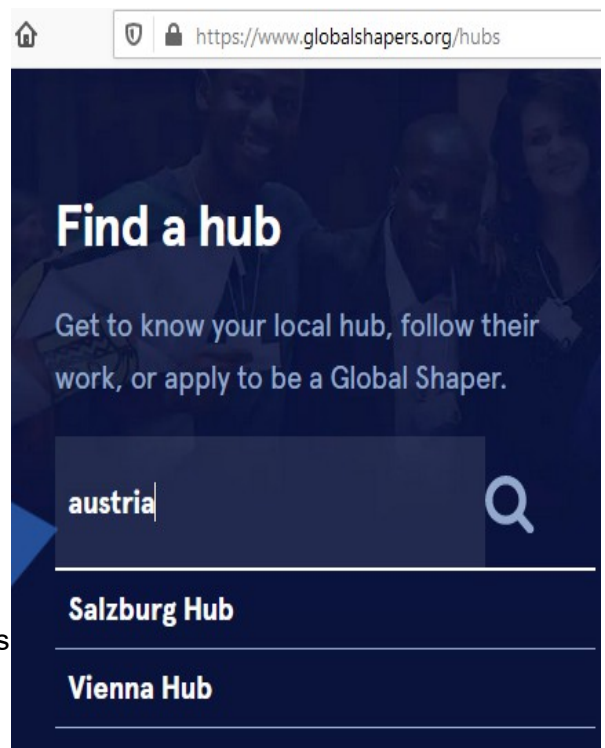 https://www.globalshapers.org/hubs
Find a hub
Get to know your local hub, follow their
work, or apply to be a Global Shaper.
austria
Salzburg Hub
s
Vienna Hub